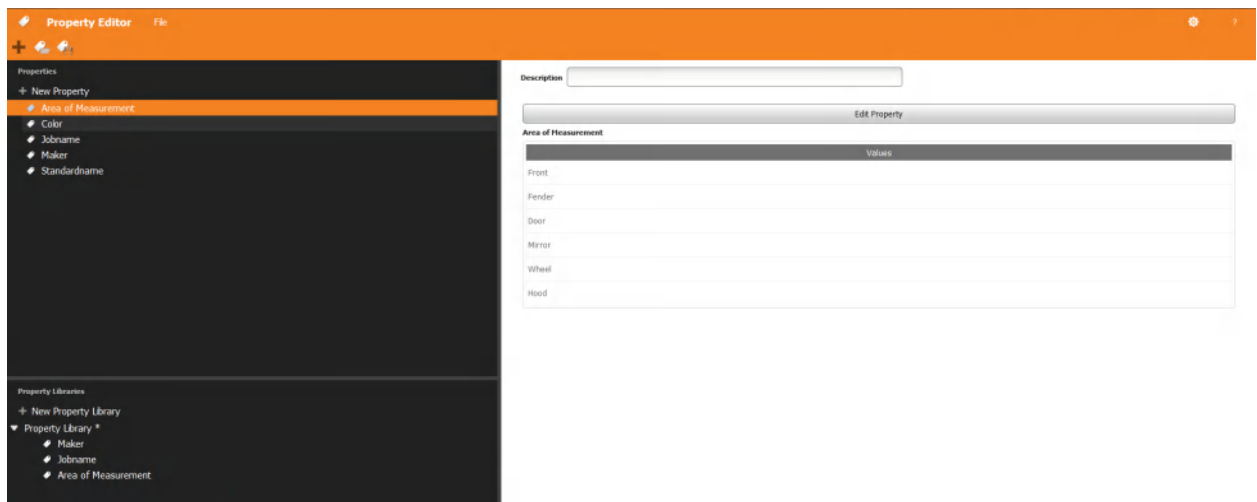 Property Editor File ?
Properties
+ New Property
Area of Measurement
Color
Jobname
Maker
Standardname
Property Libraries
+ New Property Library
Property Library *
Maker
Jobname
Area of Measurement
Description
Edit Property
Area of Measurement
Values
Front
Fender
Door
Mirror
Wheel
Hood